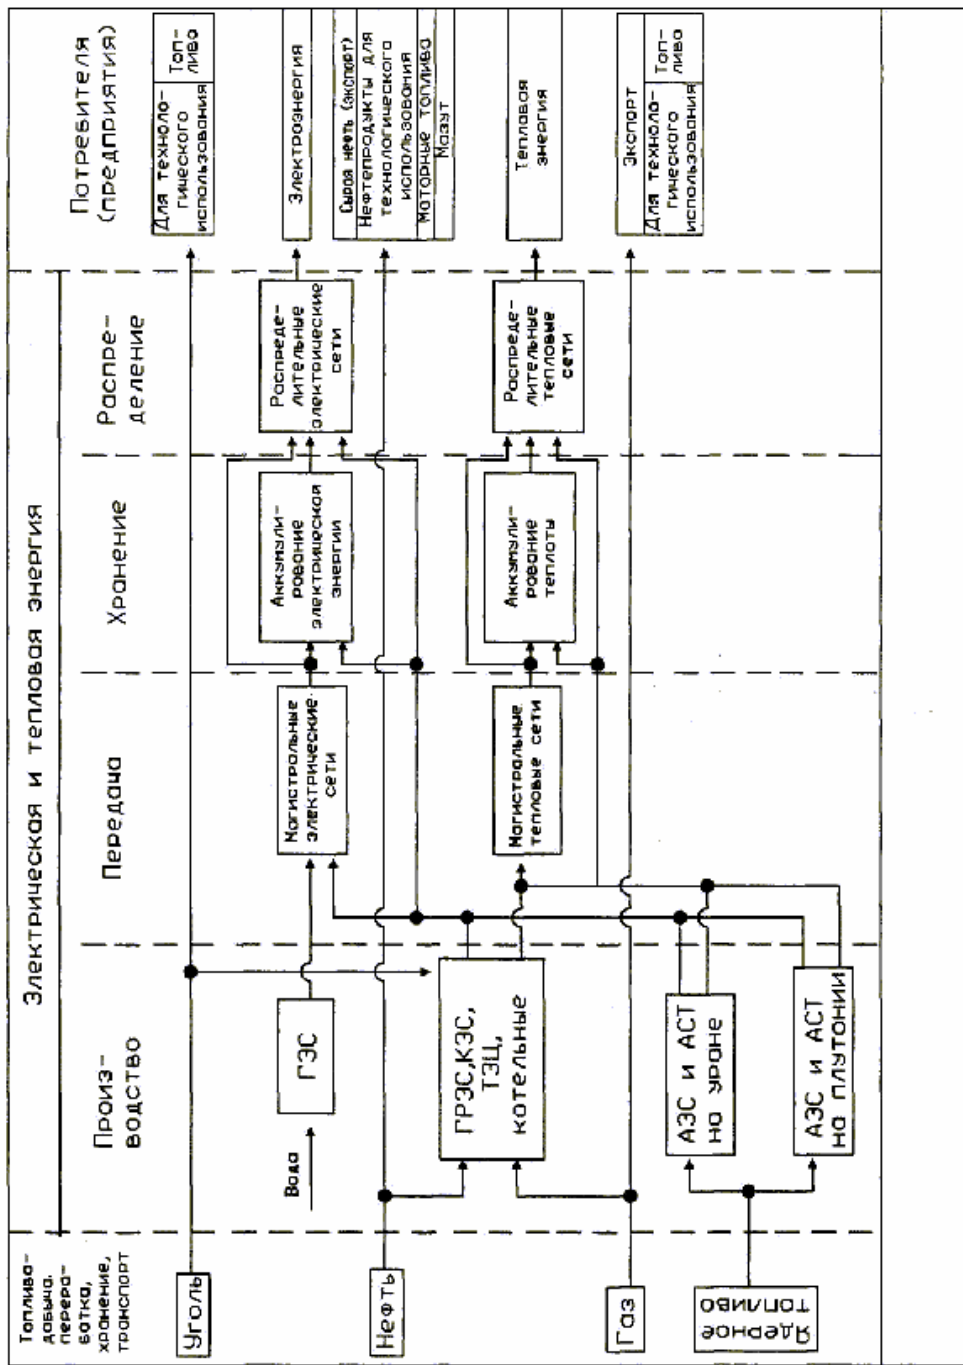 Электрическая и тепловая энергия
Топлива-
добыча,
перера-
ботка,
хранение,
транспорт
Произ-
водство
Передача
Хранение
Распре-
деление
Потребителя
(предприятия)
Уголь
Для техноло-
гического
использования
Топ-
ливо
Вода
ГЭС
Магистральные
электрические
сети
Аккумули-
рование
электрической
энергии
Распреде-
лительные
электрические
сети
Электроэнергия
Нефть
Сырая нефть (экспорт)
Нефтепродукты для
технологического
использования
Моторные топлива
Мазут
ГРЭС,КЭС,
ТЭЦ,
котельные
Магистральные
тепловые сети
Аккумули-
рование
теплоты
Распредe-
лительные
тепловые
сети
Тепловая
энергия
Газ
Экспорт
Для техноло-
гического
использования
Топ-
ливо
Ядерное
топливо
АЭС и АСТ
на уране
АЭС и АСТ
на плутонии